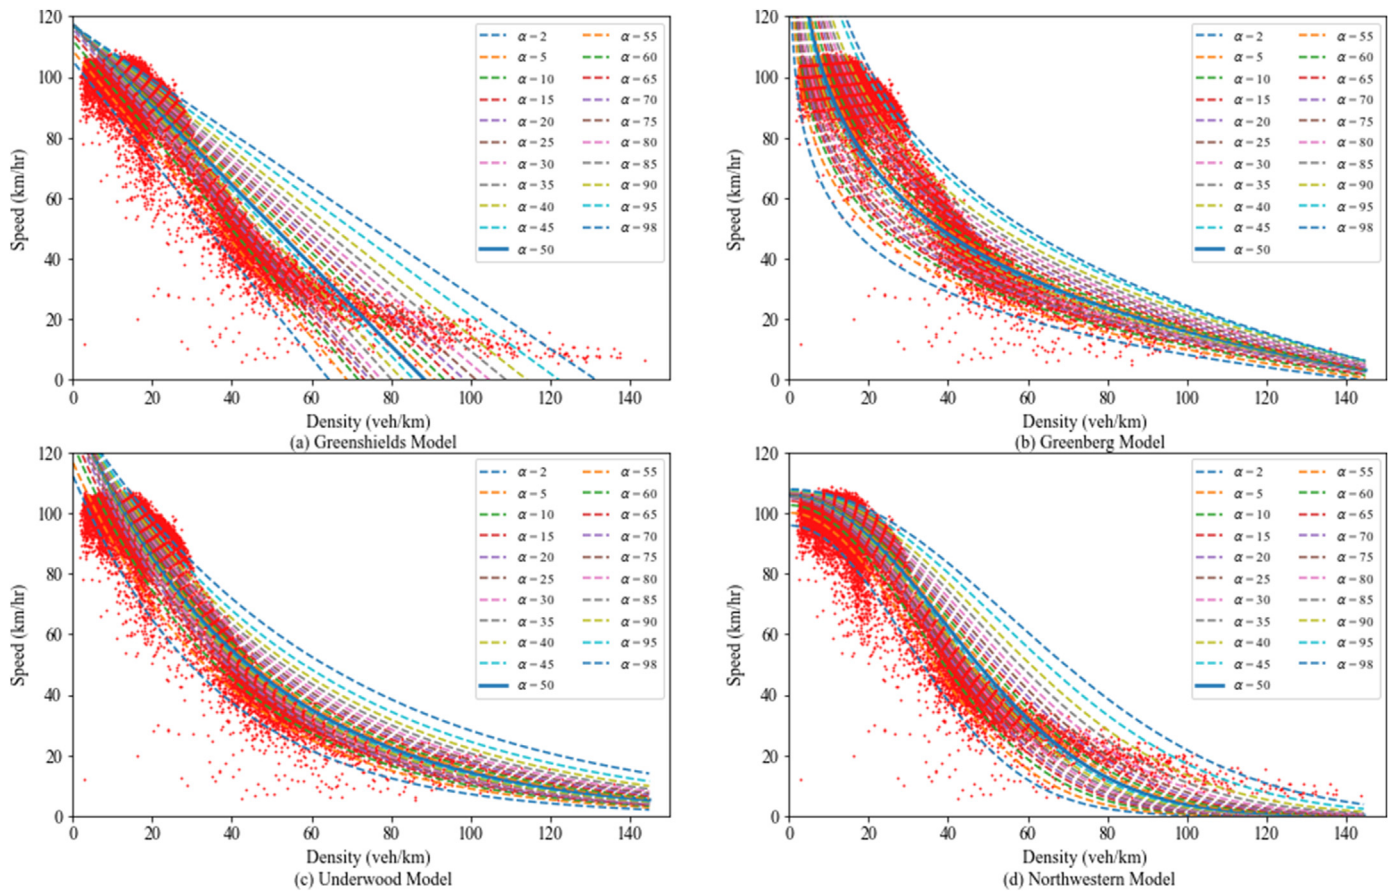 120
100
80
60
40
20
0
Speed (km/hr)
α = 2
α = 5
α = 10
α = 15
α = 20
α = 25
α = 30
α = 35
α = 40
α = 45
α = 50
α = 55
α = 60
α = 65
α = 70
α = 75
α = 80
α = 85
α = 90
α = 95
α = 98
0 20 40 60 80 100 120 140
Density (veh/km)
(a) Greenshields Model
120
100
80
60
40
20
0
Speed (km/hr)
α = 2
α = 5
α = 10
α = 15
α = 20
α = 25
α = 30
α = 35
α = 40
α = 45
α = 50
α = 55
α = 60
α = 65
α = 70
α = 75
α = 80
α = 85
α = 90
α = 95
α = 98
0 20 40 60 80 100 120 140
Density (veh/km)
(b) Greenberg Model
120
100
80
60
40
20
0
Speed (km/hr)
α = 2
α = 5
α = 10
α = 15
α = 20
α = 25
α = 30
α = 35
α = 40
α = 45
α = 50
α = 55
α = 60
α = 65
α = 70
α = 75
α = 80
α = 85
α = 90
α = 95
α = 98
0 20 40 60 80 100 120 140
Density (veh/km)
(c) Underwood Model
120
100
80
60
40
20
0
Speed (km/hr)
α = 2
α = 5
α = 10
α = 15
α = 20
α = 25
α = 30
α = 35
α = 40
α = 45
α = 50
α = 55
α = 60
α = 65
α = 70
α = 75
α = 80
α = 85
α = 90
α = 95
α = 98
0 20 40 60 80 100 120 140
Density (veh/km)
(d) Northwestern Model